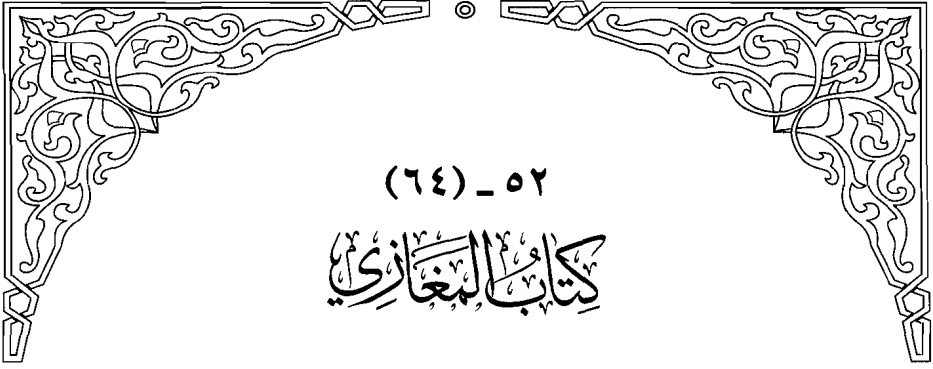 ٥٢ ـ (٦٤)
كِتَابُ المَغَازِي